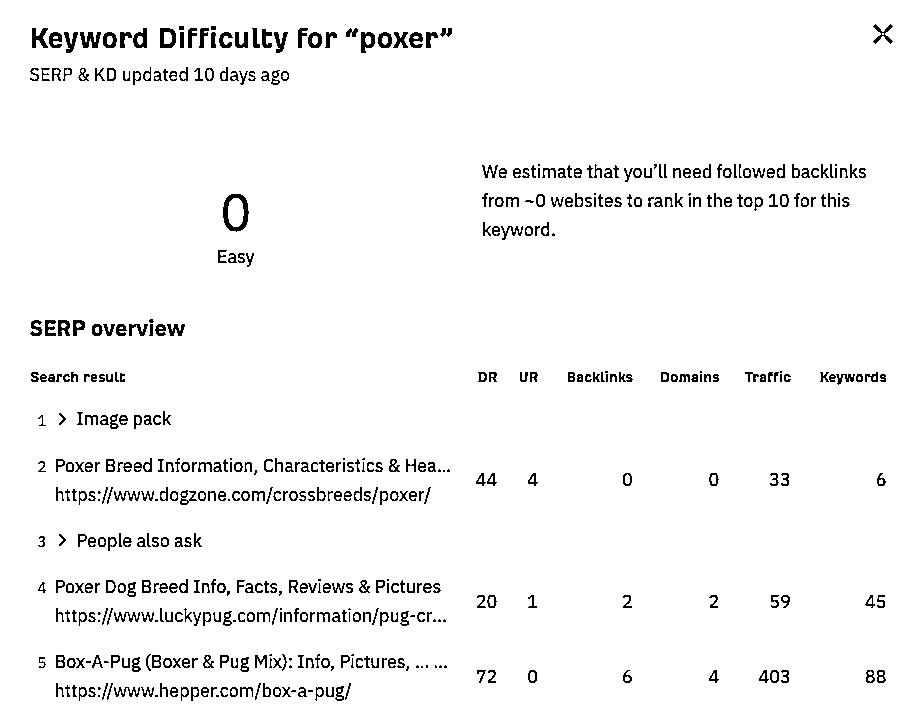 Keyword Difficulty for “poxer”
SERP & KD updated 10 days ago
We estimate that you’ll need followed backlinks
from ~0 websites to rank in the top 10 for this
keyword.
0
Easy
SERP overview
Search result DR UR Backlinks Domains Traffic Keywords
1 > Image pack
2 Poxer Breed Information, Characteristics & Hea...
https://www.dogzone.com/crossbreeds/poxer/
44 4 0 0 33 6
3 > People also ask
4 Poxer Dog Breed Info, Facts, Reviews & Pictures
https://www.luckypug.com/information/pug-cr...
20 1 2 2 59 45
5 Box-A-Pug (Boxer & Pug Mix): Info, Pictures, ... ...
https://www.hepper.com/box-a-pug/
72 0 6 4 403 88